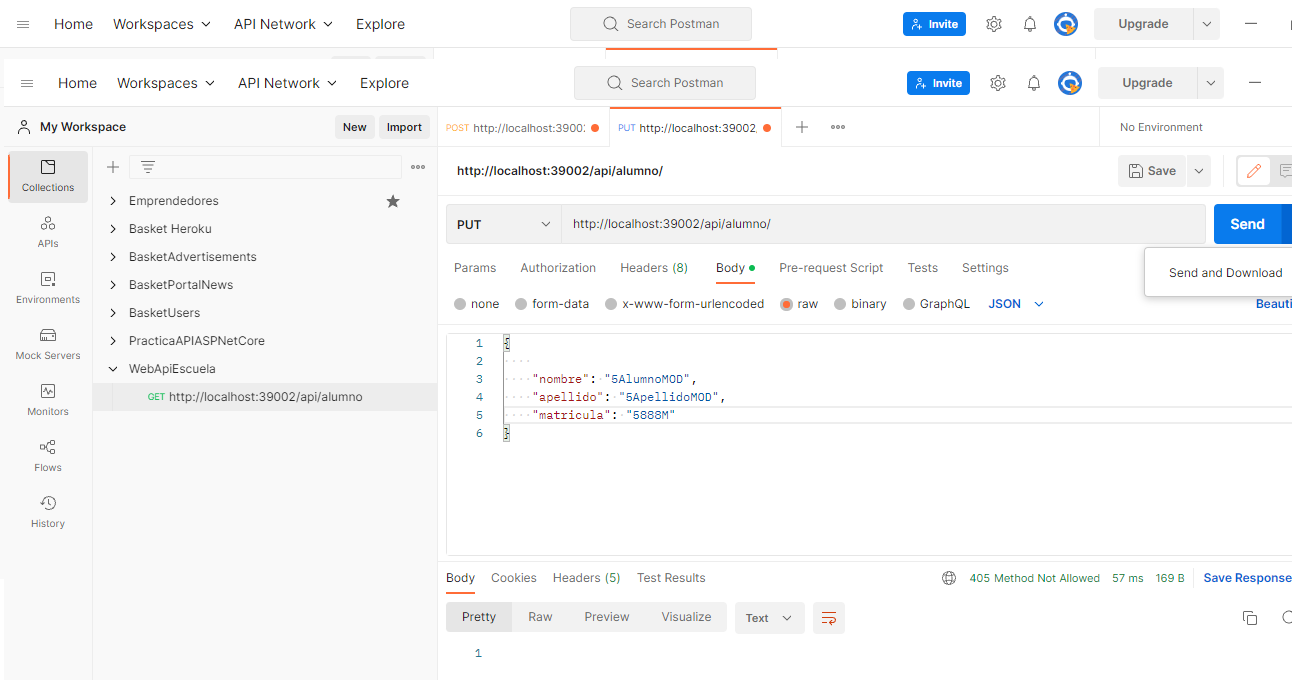 Home Workspaces API Network Explore Search Postman Invite Upgrade
Home Workspaces API Network Explore Search Postman Invite Upgrade
My Workspace New Import POST http://localhost:3900 PUT http://localhost:39002 No Environment
Collections
APIs
Environments
Mock Servers
Monitors
Flows
History
Emprendedores
Basket Heroku
BasketAdvertisements
BasketPortalNews
BasketUsers
PracticaAPIASPNetCore
WebApiEscuela
GET http://localhost:39002/api/alumno
http://localhost:39002/api/alumno/ Save
PUT http://localhost:39002/api/alumno/ Send
Params Authorization Headers (8) Body Pre-request Script Tests Settings
Send and Download
none form-data x-www-form-urlencoded raw binary GraphQL JSON Beauti
1 {
2
3 "nombre": "5AlumnoMOD",
4 "apellido": "5ApellidoMOD",
5 "matricula": "5888M"
6 }
Body Cookies Headers (5) Test Results 405 Method Not Allowed 57 ms 169 B Save Response
Pretty Raw Preview Visualize Text
1